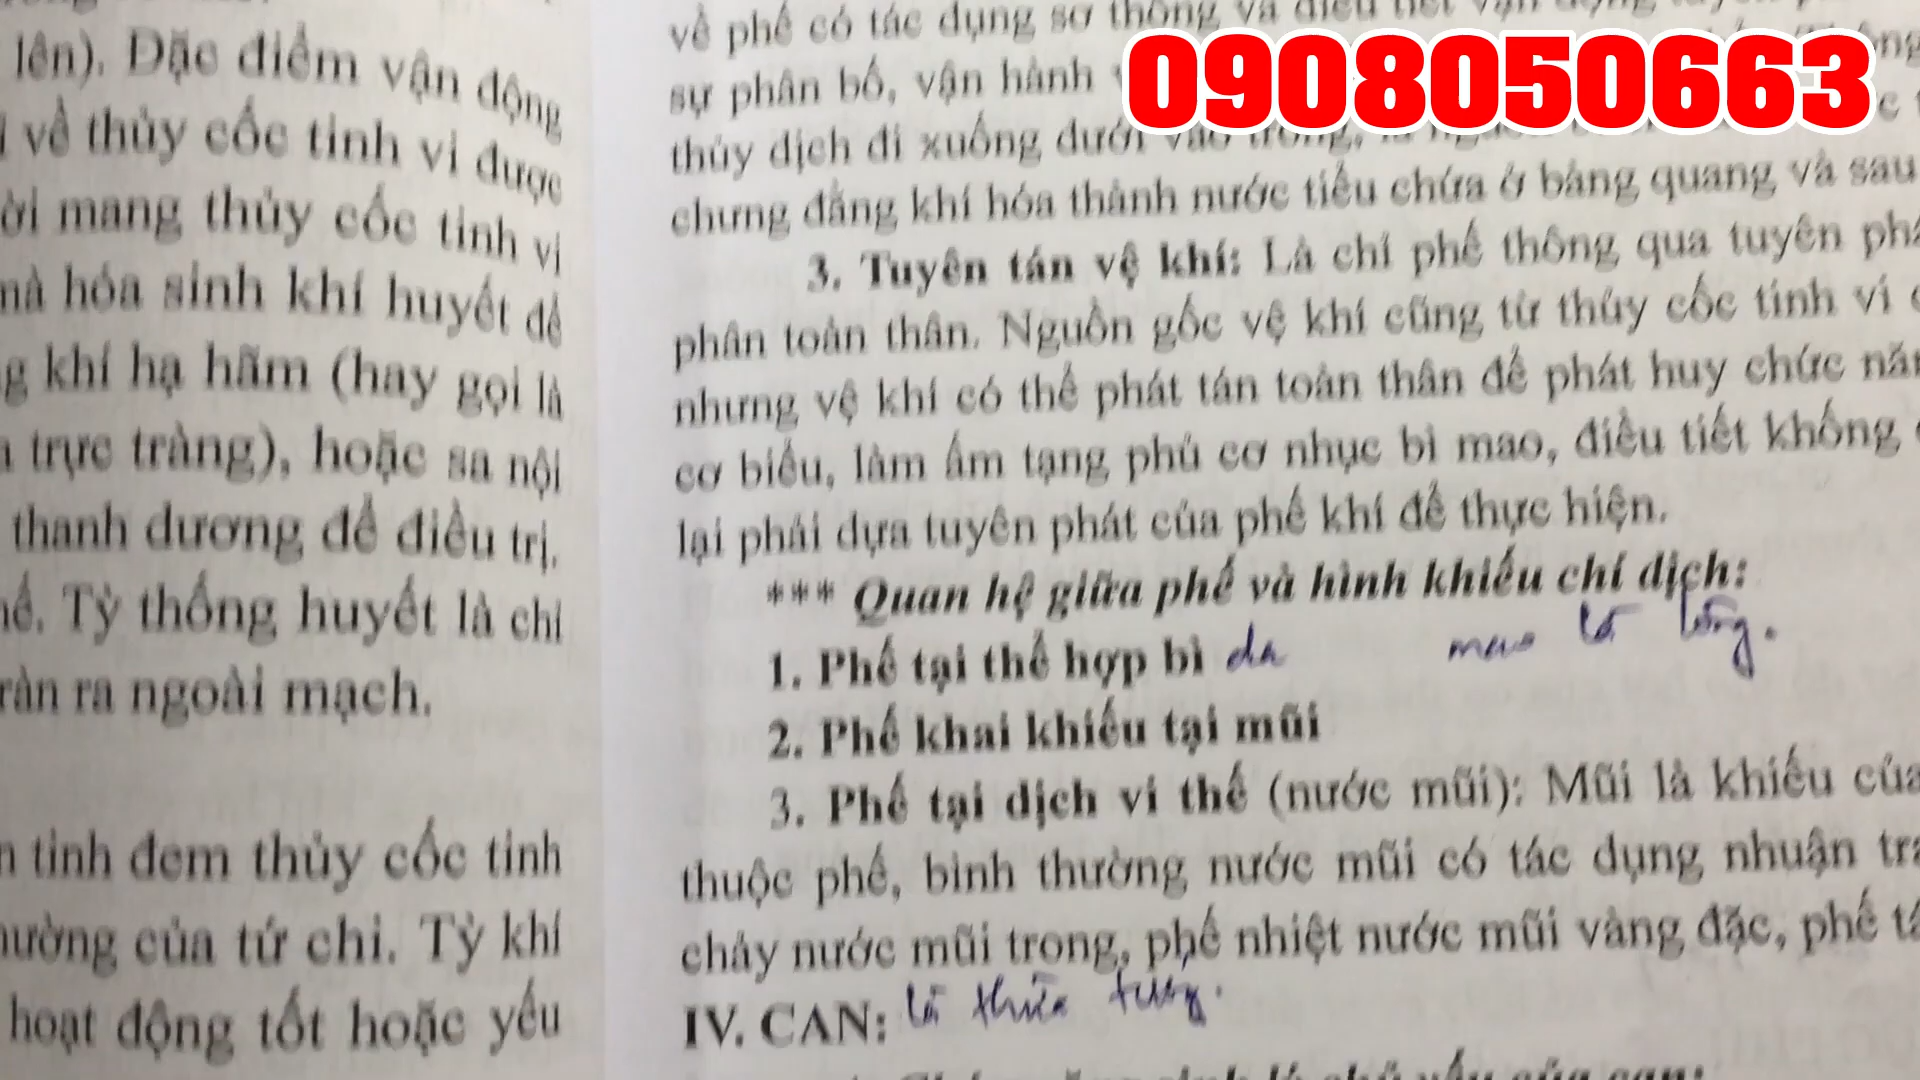 lên). Đặc điểm vận động
về thủy cốc tinh vi được
mang thủy cốc tinh vi
hóa sinh khí huyết để
khí hạ hãm (hay gọi là
trực tràng), hoặc sa nội
thanh dương để điều trị.
Tỳ thống huyết là chỉ
ra ngoài mạch.
tinh đem thủy cốc tinh
của tứ chi. Tỳ khí
hoạt động tốt hoặc yếu
về phế có tác dụng sơ thông và điều tiết vận động
0908050663
sự phân bố, vận hành
thủy dịch đi xuống dưới vào trong,
chưng đằng khí hóa thành nước tiểu chứa ở bàng quang và sau
3. Tuyên tán vệ khí: Là chỉ phế thông qua tuyên
phân toàn thân. Nguồn gốc vệ khí cũng từ thủy cốc tinh vi
nhưng vệ khí có thể phát tán toàn thân để phát huy chức
cơ biểu, làm ấm tạng phủ cơ nhục bì mao, điều tiết khống
lại phải dựa tuyên phát của phế khí để thực hiện.
*** Quan hệ giữa phế và hình khiếu chí dịch:
1. Phế tại thể hợp bì da mao là lông.
2. Phế khai khiếu tại mũi
3. Phế tại dịch vi thế (nước mũi): Mũi là khiếu của
thuộc phế, bình thường nước mũi có tác dụng nhuận
chảy nước mũi trong, phế nhiệt nước mũi vàng đặc, phế
IV. CAN: là thừa tướng.